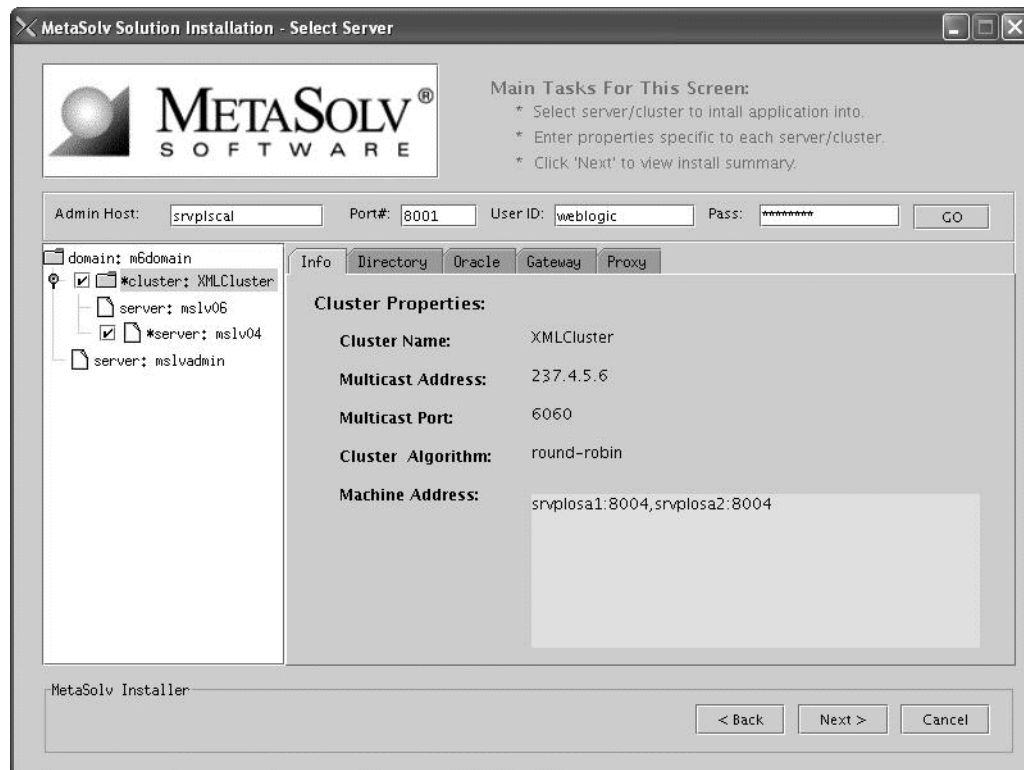 MetaSolv Solution Installation - Select Server
METASOLV®
SOFTWARE
Main Tasks For This Screen:
* Select server/cluster to intall application into.
* Enter properties specific to each server/cluster.
* Click 'Next' to view install summary.
Admin Host: srvplscal Port#: 8001 User ID: weblogic Pass: ******** GO
domain: m6domain
*cluster: XMLCluster
server: mslv06
*server: mslv04
server: mslvadmin
Info Directory Oracle Gateway Proxy
Cluster Properties:
Cluster Name: XMLCluster
Multicast Address: 237.4.5.6
Multicast Port: 6060
Cluster Algorithm: round-robin
Machine Address: srvplosa1:8004,srvplosa2:8004
MetaSolv Installer
< Back Next > Cancel